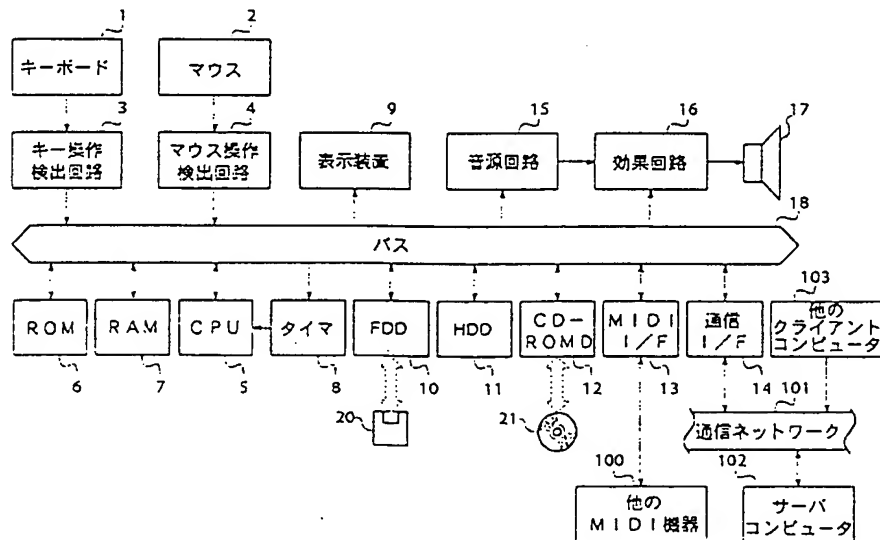 1
2
キーボード
マウス
3
4
9
15
16
17
キー操作
検出回路
マウス操作
検出回路
表示装置
音源回路
効果回路
18
バス
103
ROM
RAM
CPU
タイマ
FDD
HDD
CD-
ROMD
MIDI
I/F
通信
I/F
他の
クライアント
コンピュータ
6
7
5
8
10
11
12
13
14
101
20
21
通信ネットワーク
100
102
他の
MIDI機器
サーバ
コンピュータ